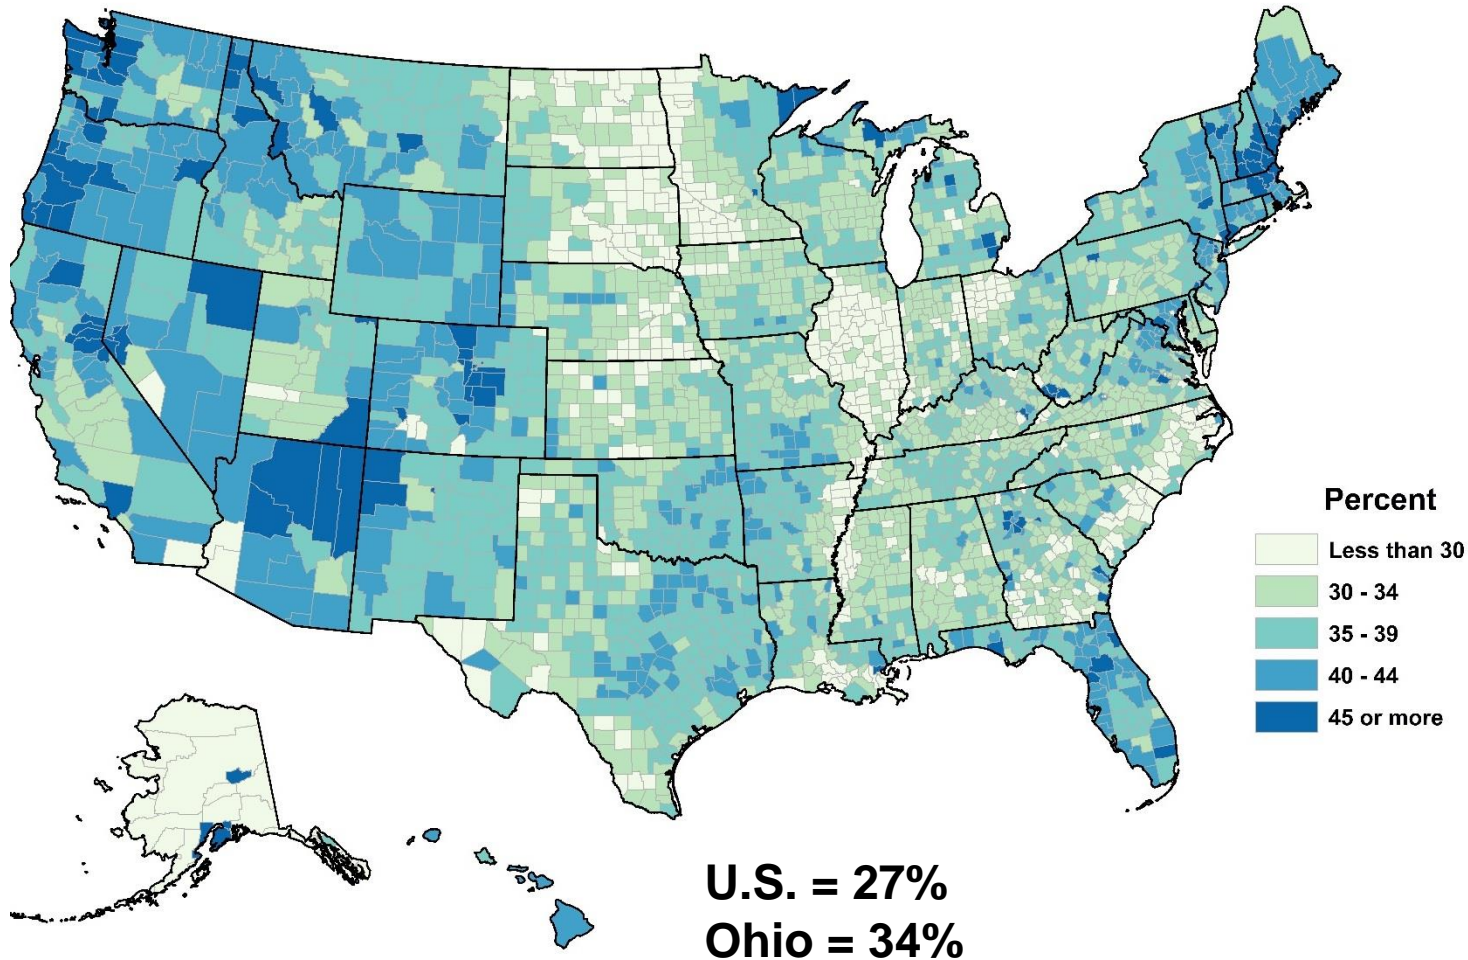 Percent
Less than 30
30 - 34
35 - 39
40 - 44
45 or more
U.S. = 27%
Ohio = 34%